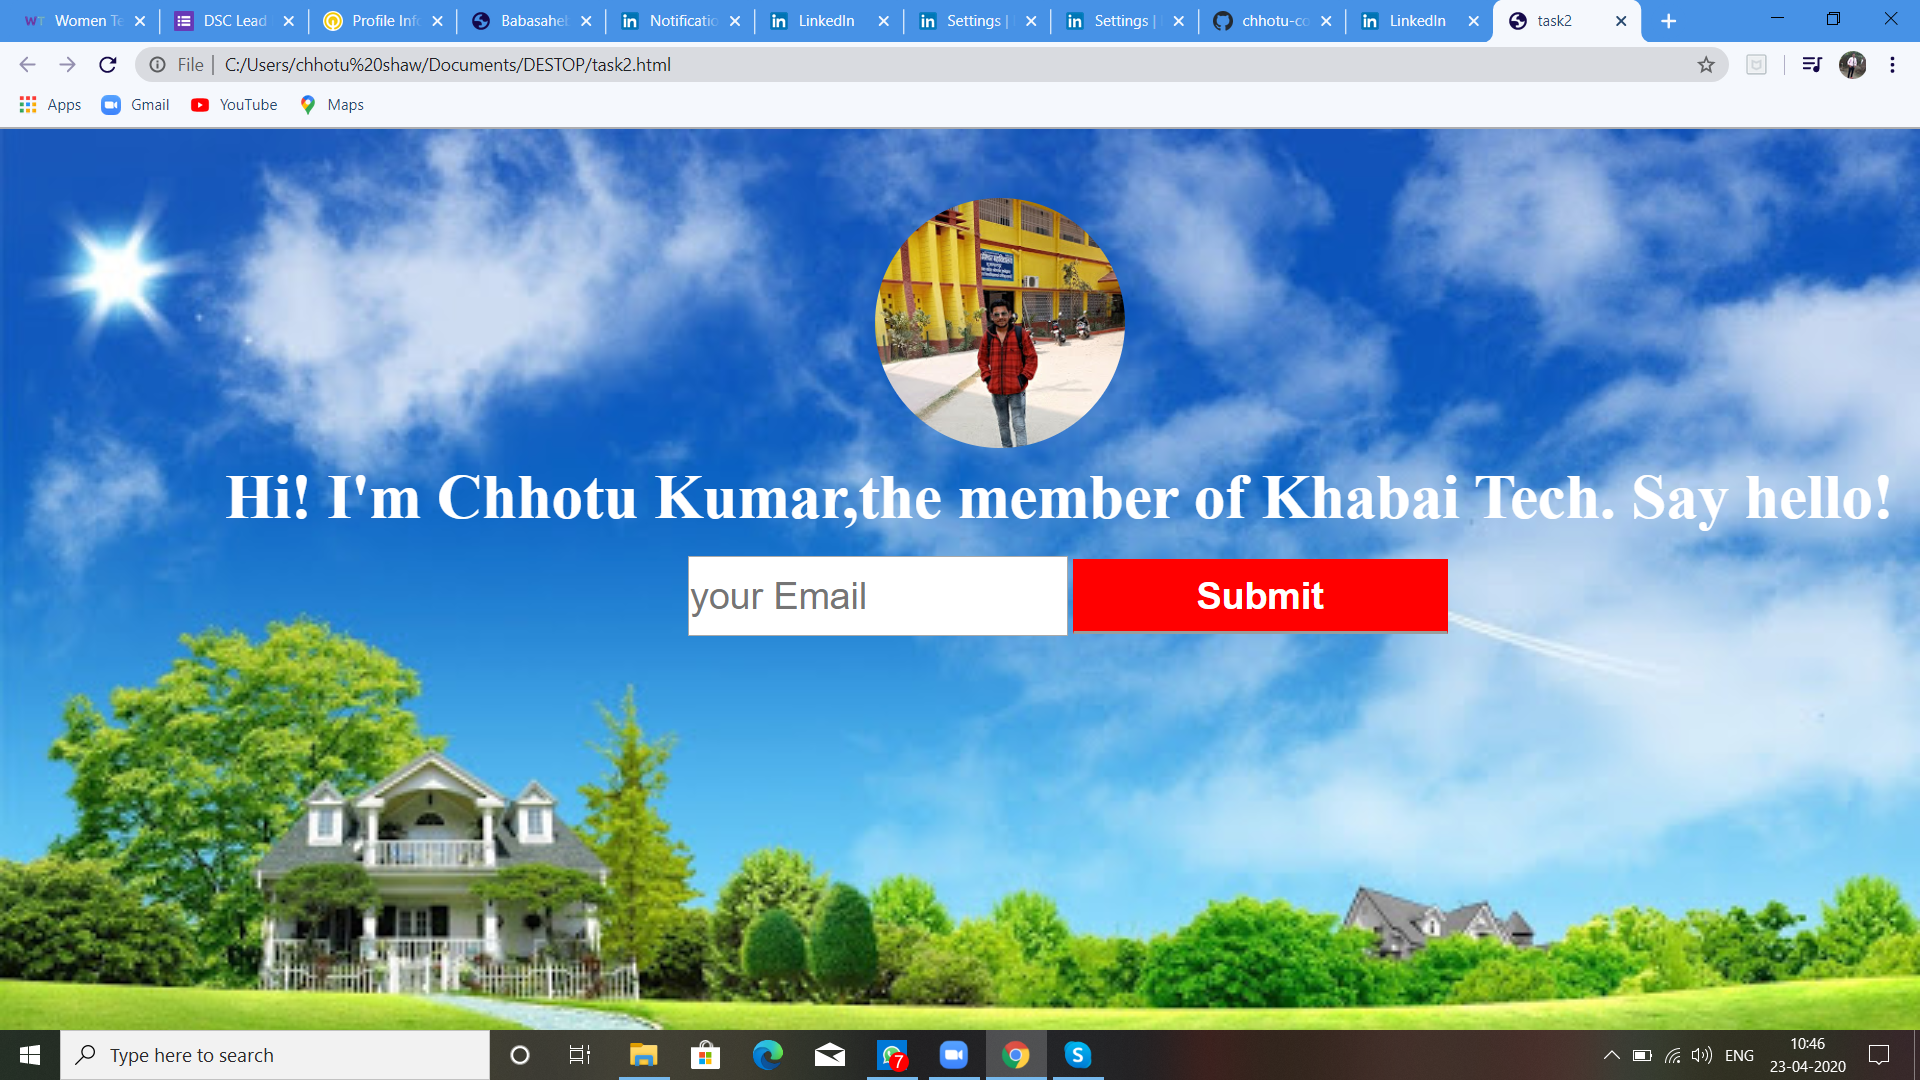 Women Te
DSC Lead
Profile Info
Babasaheb
Notificatio
LinkedIn
Settings |
Settings |
chhotu-co
LinkedIn
task2
File | C:/Users/chhotu%20shaw/Documents/DESTOP/task2.html
Apps Gmail YouTube Maps
Hi! I'm Chhotu Kumar,the member of Khabai Tech. Say hello!
your Email Submit
Type here to search
7
ENG
10:46
23-04-2020